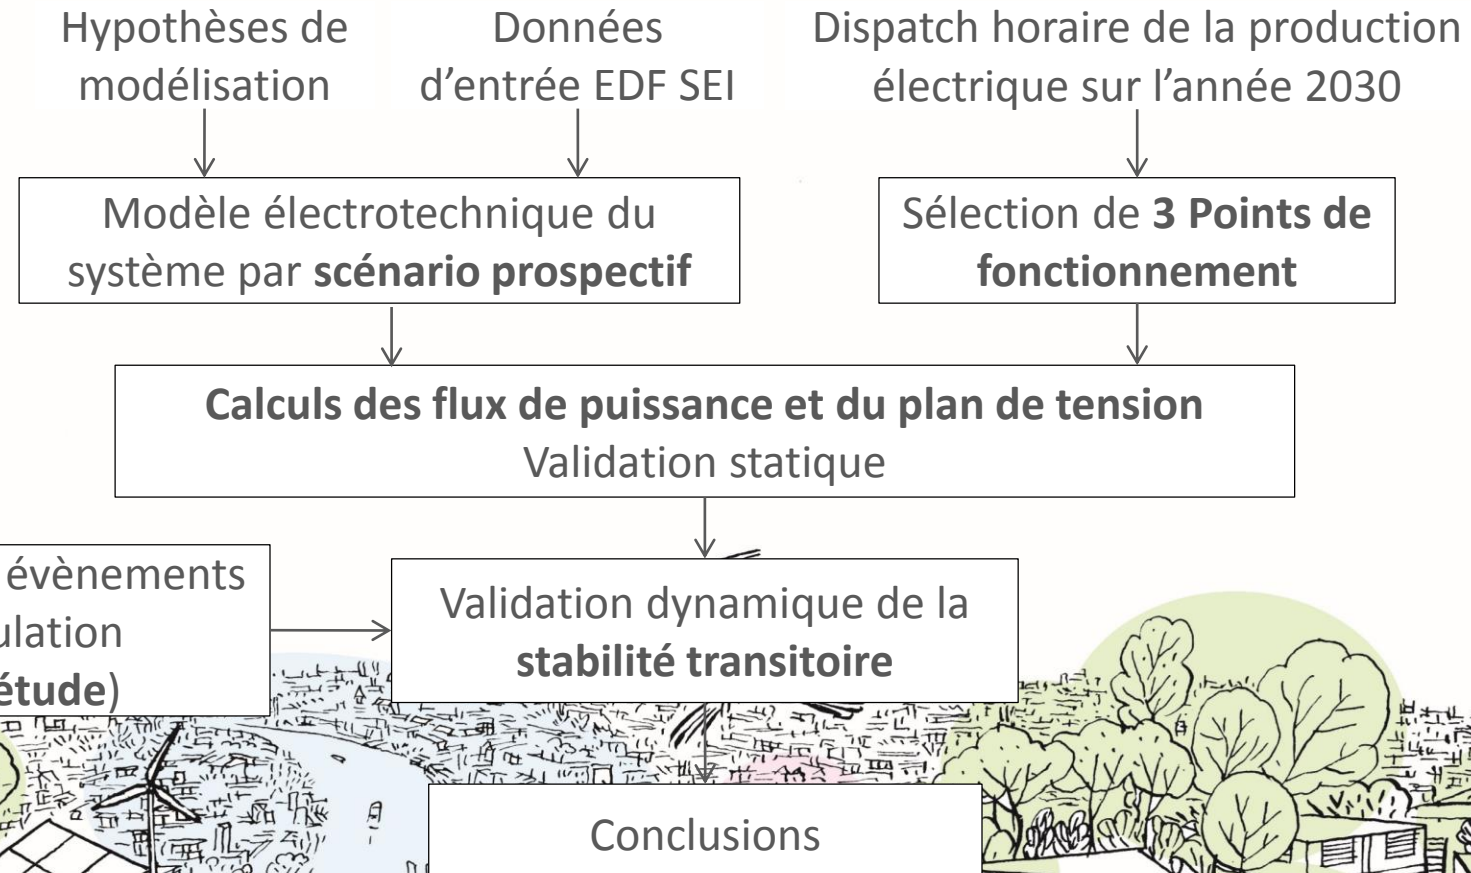 Hypothèses de
modélisation
Données
d’entrée EDF SEI
Dispatch horaire de la production
électrique sur l’année 2030
Modèle électrotechnique du
système par scénario prospectif
Sélection de 3 Points de
fonctionnement
Calculs des flux de puissance et du plan de tension
Validation statique
évènements
ulation
étude)
Validation dynamique de la
stabilité transitoire
Conclusions